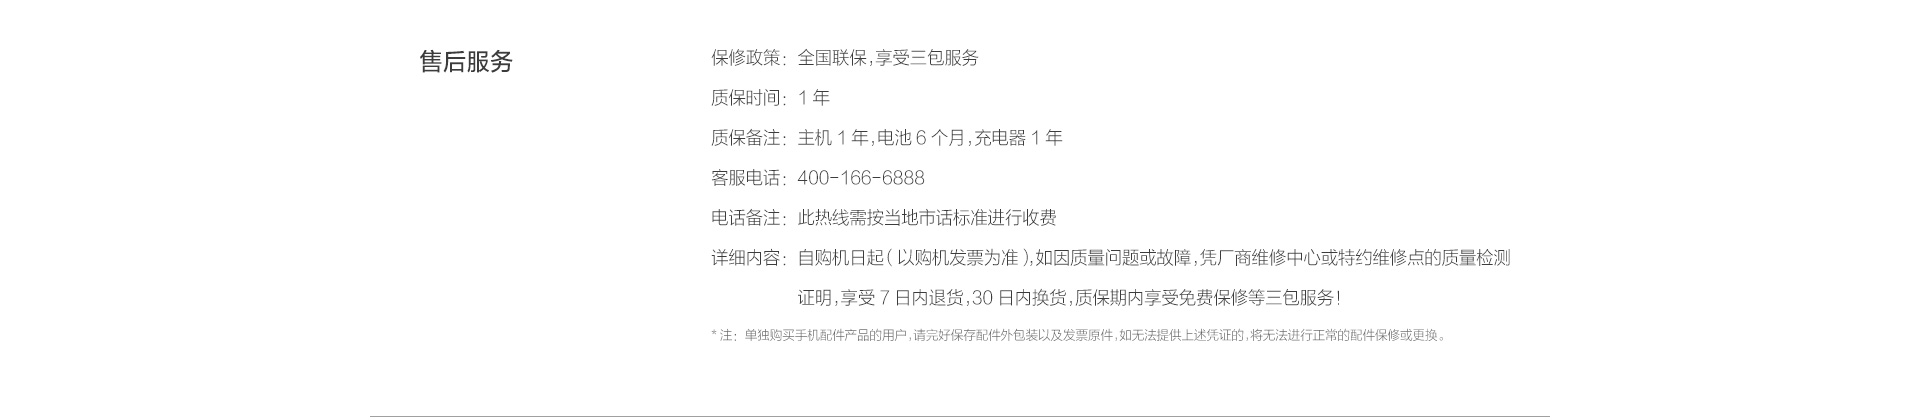 售后服务
保修政策：全国联保,享受三包服务
质保时间：1 年
质保备注：主机 1 年,电池 6 个月,充电器 1 年
客服电话：400-166-6888
电话备注：此热线需按当地市话标准进行收费
详细内容：自购机日起( 以购机发票为准 ),如因质量问题或故障,凭厂商维修中心或特约维修点的质量检测
证明,享受 7 日内退货,30 日内换货,质保期内享受免费保修等三包服务!
* 注：单独购买手机配件产品的用户,请完好保存配件外包装以及发票原件,如无法提供上述凭证的,将无法进行正常的配件保修或更换。